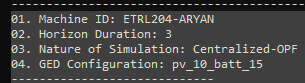 01. Machine ID: ETRL204-ARYAN
02. Horizon Duration: 3
03. Nature of Simulation: Centralized-OPF
04. GED Configuration: pv_10_batt_15